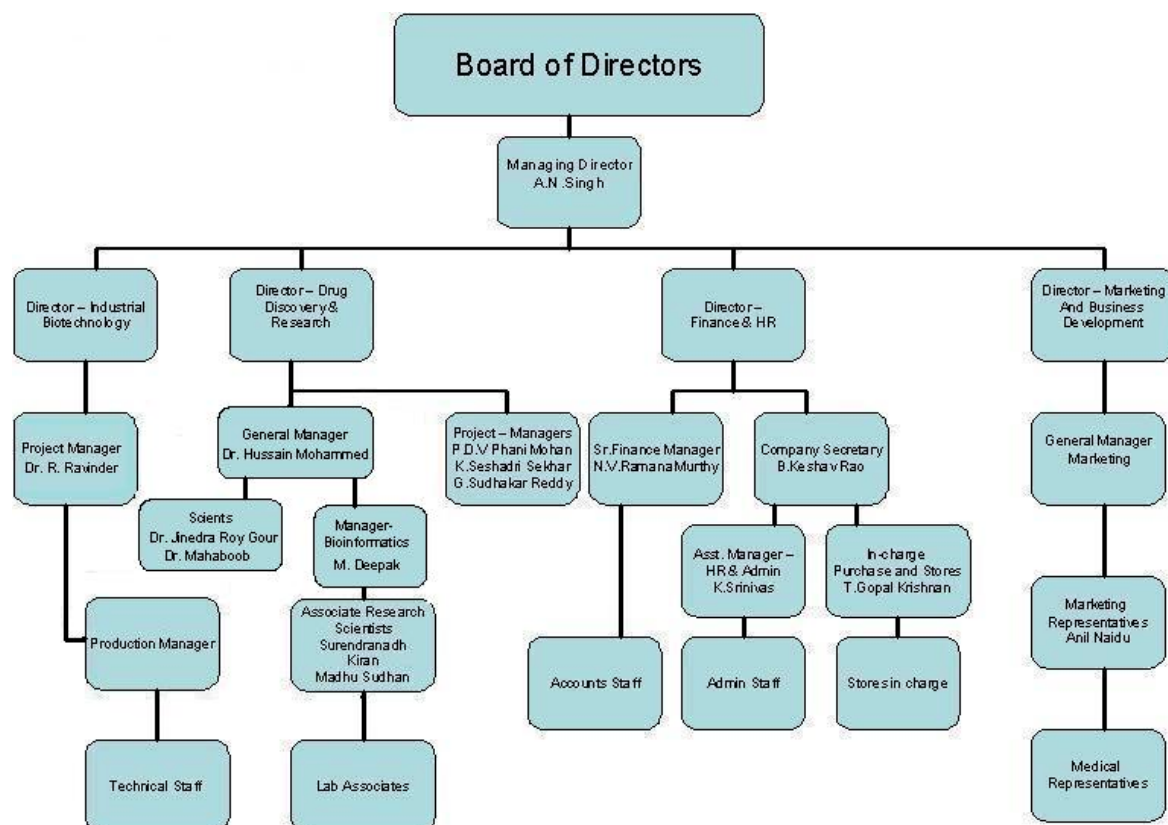 Board of Directors
Managing Director
A.N.Singh
Director – Industrial
Biotechnology
Director – Drug
Discovery &
Research
Director –
Finance & HR
Director – Marketing
And Business
Development
Project Manager
Dr. R. Ravinder
General Manager
Dr. Hussain Mohammed
Project – Managers
P.D.V Phani Mohan
K.Seshadri Sekhar
G.Sudhakar Reddy
Sr.Finance Manager
N.V.Ramana Murthy
Company Secretary
B.Keshav Rao
General Manager
Marketing
Scients
Dr. Jinedra Roy Gour
Dr. Mahaboob
Manager-
Bioinformatics
M. Deepak
Asst. Manager –
HR & Admin
K.Srinivas
In-charge
Purchase and Stores
T.Gopal Krishnan
Production Manager
Associate Research
Scientists
Surendranadh
Kiran
Madhu Sudhan
Marketing
Representatives
Anil Naidu
Accounts Staff
Admin Staff
Stores in charge
Technical Staff
Lab Associates
Medical
Representatives